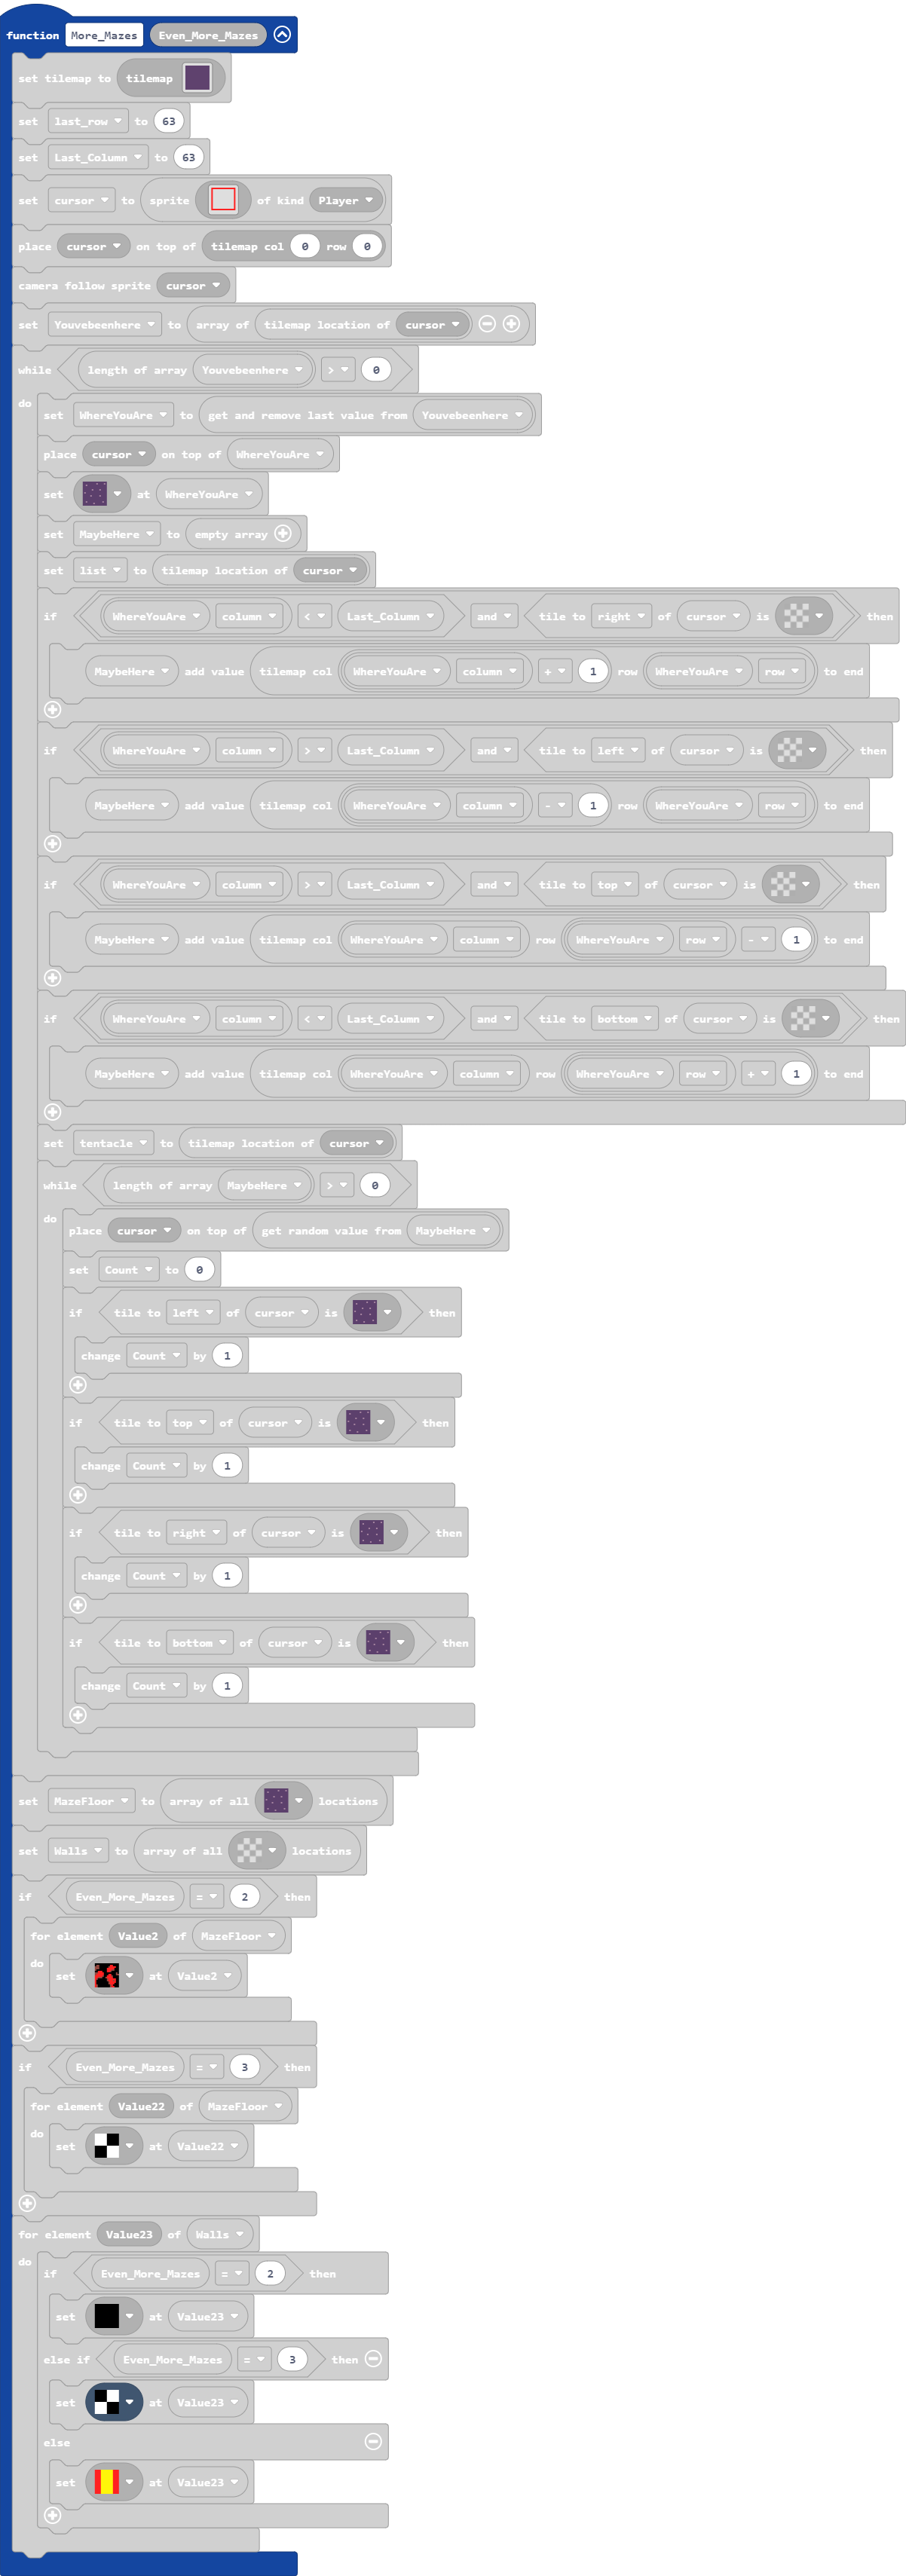 function More_Mazes Even_More_Mazes
set tilemap to tilemap
set last_row to 63
set Last_Column to 63
set cursor to sprite of kind Player
place cursor on top of tilemap col 0 row 0
camera follow sprite cursor
set Youvebeenhere to array of tilemap location of cursor
while length of array Youvebeenhere > 0
do
set WhereYouAre to get and remove last value from Youvebeenhere
place cursor on top of WhereYouAre
set at WhereYouAre
set MaybeHere to empty array
set list to tilemap location of cursor
if WhereYouAre column < Last_Column and tile to right of cursor is then
MaybeHere add value tilemap col WhereYouAre column + 1 row WhereYouAre row to end
if WhereYouAre column > Last_Column and tile to left of cursor is then
MaybeHere add value tilemap col WhereYouAre column - 1 row WhereYouAre row to end
if WhereYouAre column > Last_Column and tile to top of cursor is then
MaybeHere add value tilemap col WhereYouAre column row WhereYouAre row - 1 to end
if WhereYouAre column < Last_Column and tile to bottom of cursor is then
MaybeHere add value tilemap col WhereYouAre column row WhereYouAre row + 1 to end
set tentacle to tilemap location of cursor
while length of array MaybeHere > 0
do
place cursor on top of get random value from MaybeHere
set Count to 0
if tile to left of cursor is then
change Count by 1
if tile to top of cursor is then
change Count by 1
if tile to right of cursor is then
change Count by 1
if tile to bottom of cursor is then
change Count by 1
set MazeFloor to array of all locations
set Walls to array of all locations
if Even_More_Mazes = 2 then
for element Value2 of MazeFloor
do
set at Value2
if Even_More_Mazes = 3 then
for element Value22 of MazeFloor
do
set at Value22
for element Value23 of Walls
do
if Even_More_Mazes = 2 then
set at Value23
else if Even_More_Mazes = 3 then
set at Value23
else
set at Value23